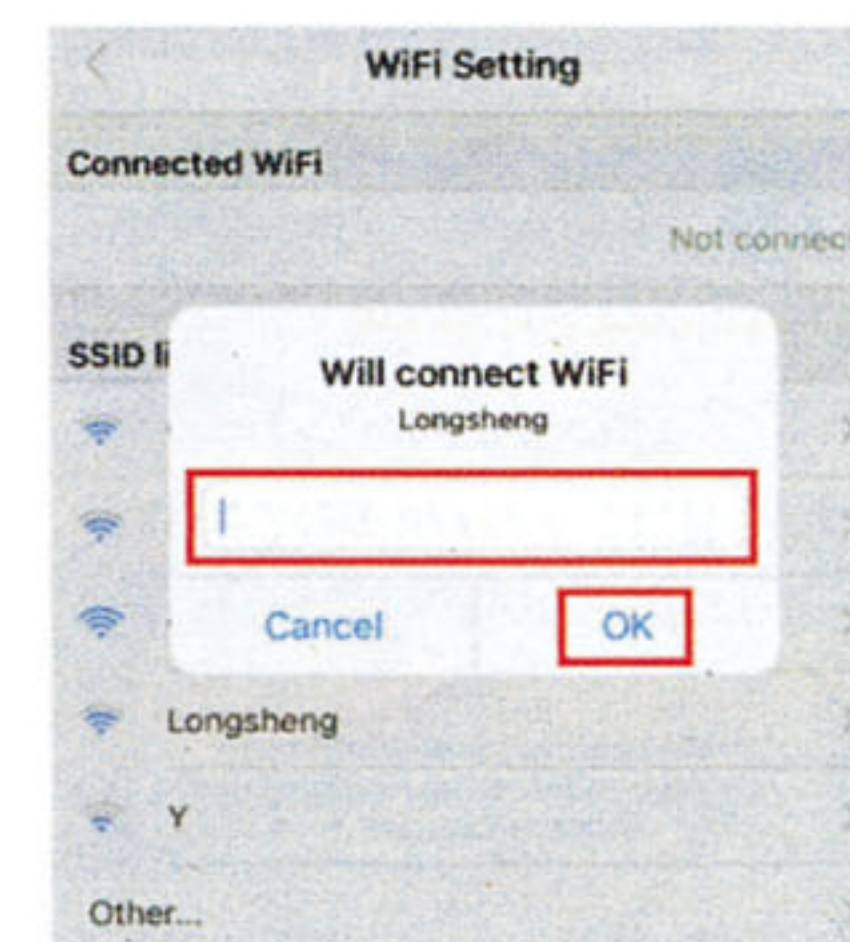 WiFi Setting
Connected WiFi
Not connec
SSID li
Will connect WiFi
Longsheng
Cancel
OK
Longsheng
Y
Other...